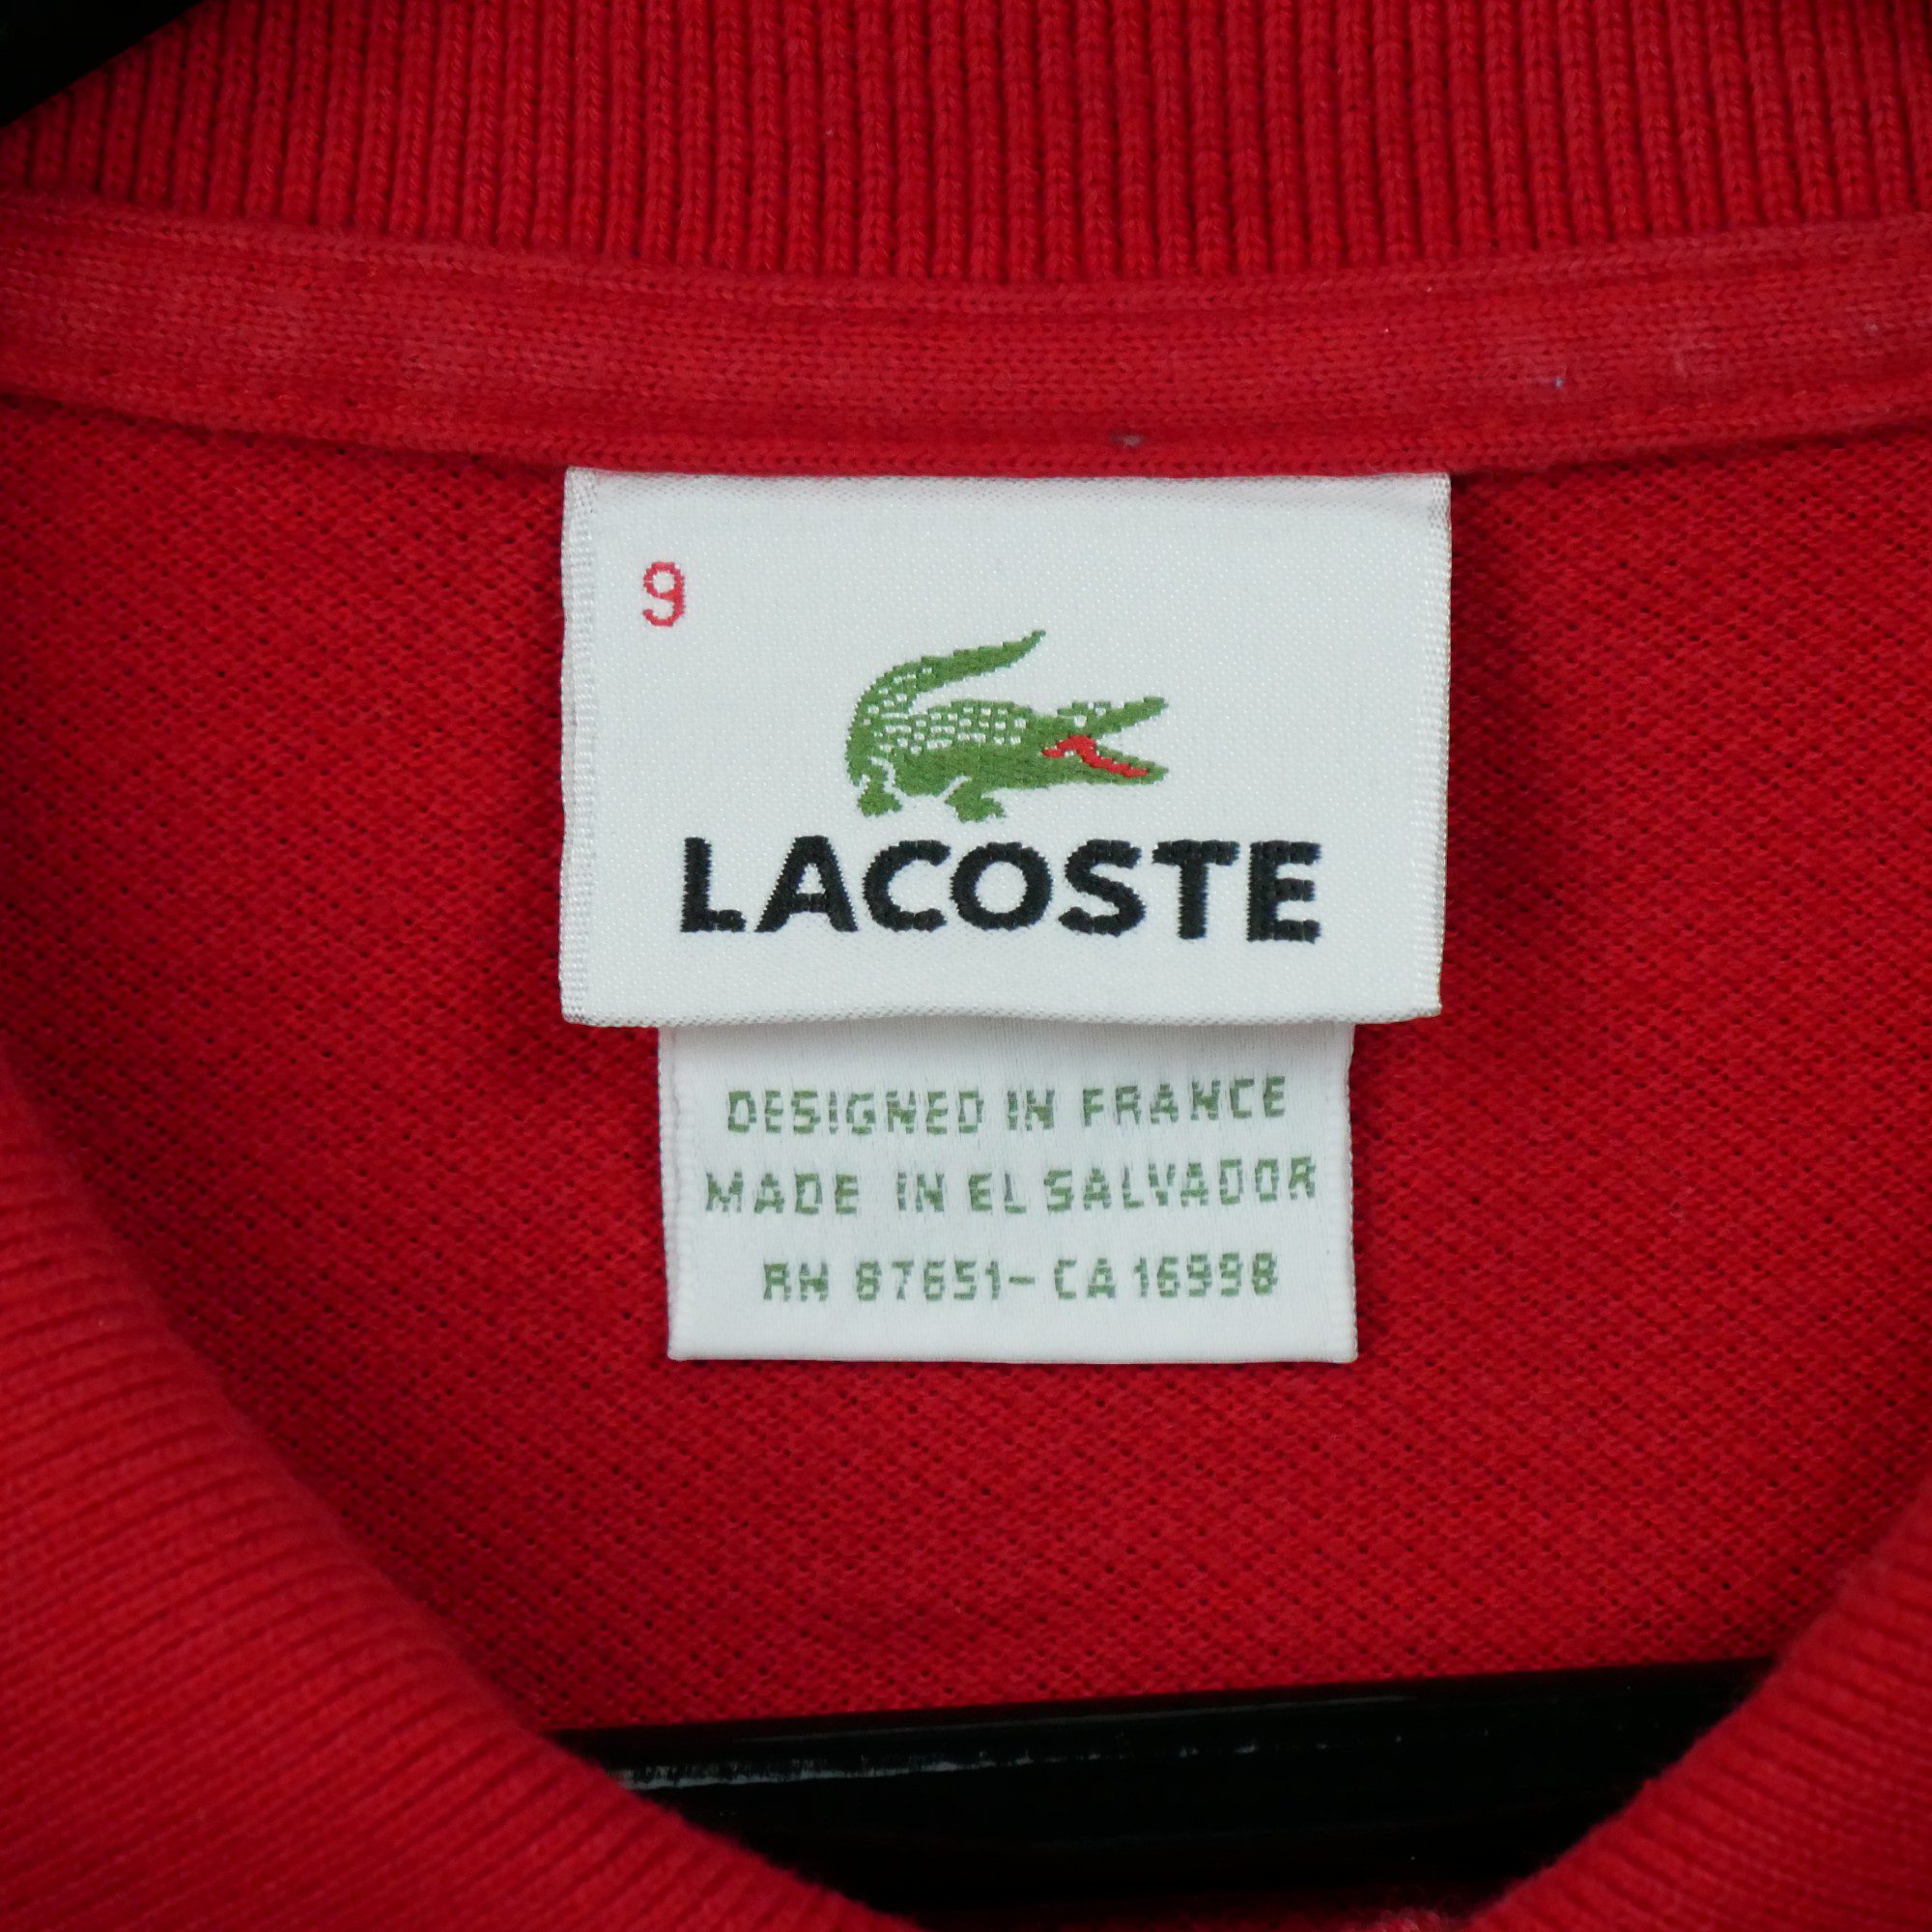 9
LACOSTE
DESIGNED IN FRANCE
MADE IN EL SALVADOR
RN 87651-CA 16998